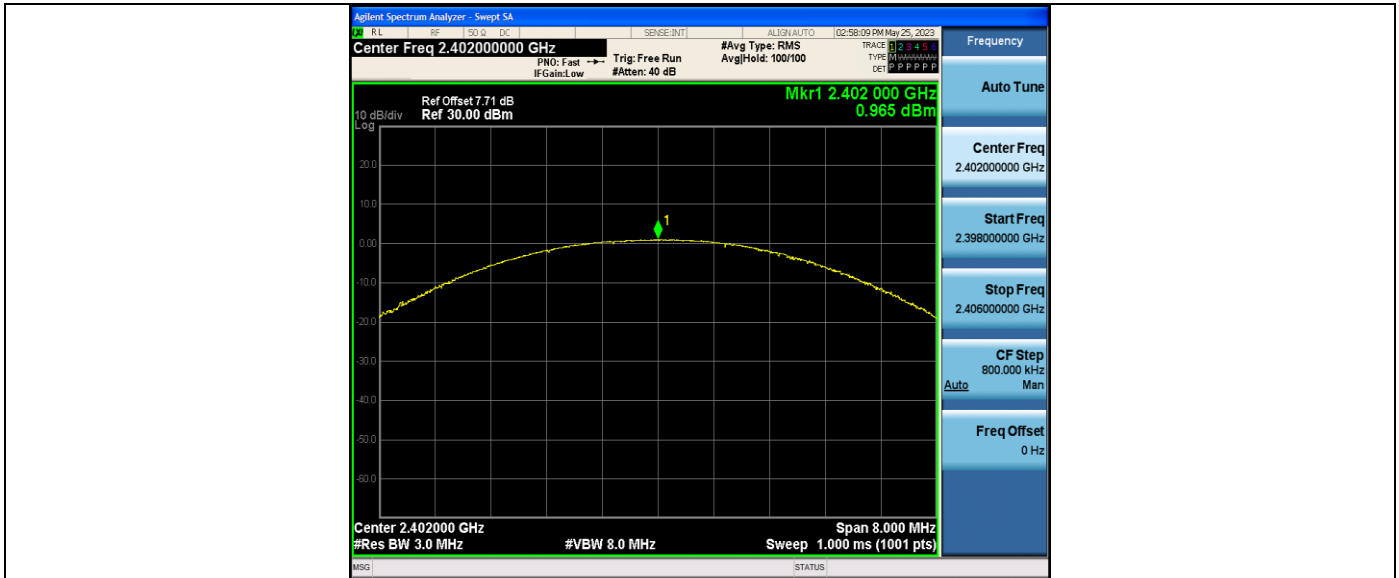 Agilent Spectrum Analyzer - Swept SA
RL RF 50 Ω DC SENSE:INT ALIGNAUTO 02:58:09 PM May 25, 2023
Center Freq 2.402000000 GHz
PNO: Fast
IFGain:Low
Trig: Free Run
#Atten: 40 dB
#Avg Type: RMS
Avg|Hold: 100/100
TRACE 1 2 3 4 5 6
TYPE M
DET P P P P P P
Mkr1 2.402 000 GHz
0.965 dBm
Ref Offset 7.71 dB
10 dB/div Ref 30.00 dBm
Log
20.0
10.0
0.00
-10.0
-20.0
-30.0
-40.0
-50.0
-60.0
1
Center 2.402000 GHz Span 8.000 MHz
#Res BW 3.0 MHz #VBW 8.0 MHz Sweep 1.000 ms (1001 pts)
MSG STATUS
Frequency
Auto Tune
Center Freq
2.402000000 GHz
Start Freq
2.398000000 GHz
Stop Freq
2.406000000 GHz
CF Step
800.000 kHz
Auto Man
Freq Offset
0 Hz